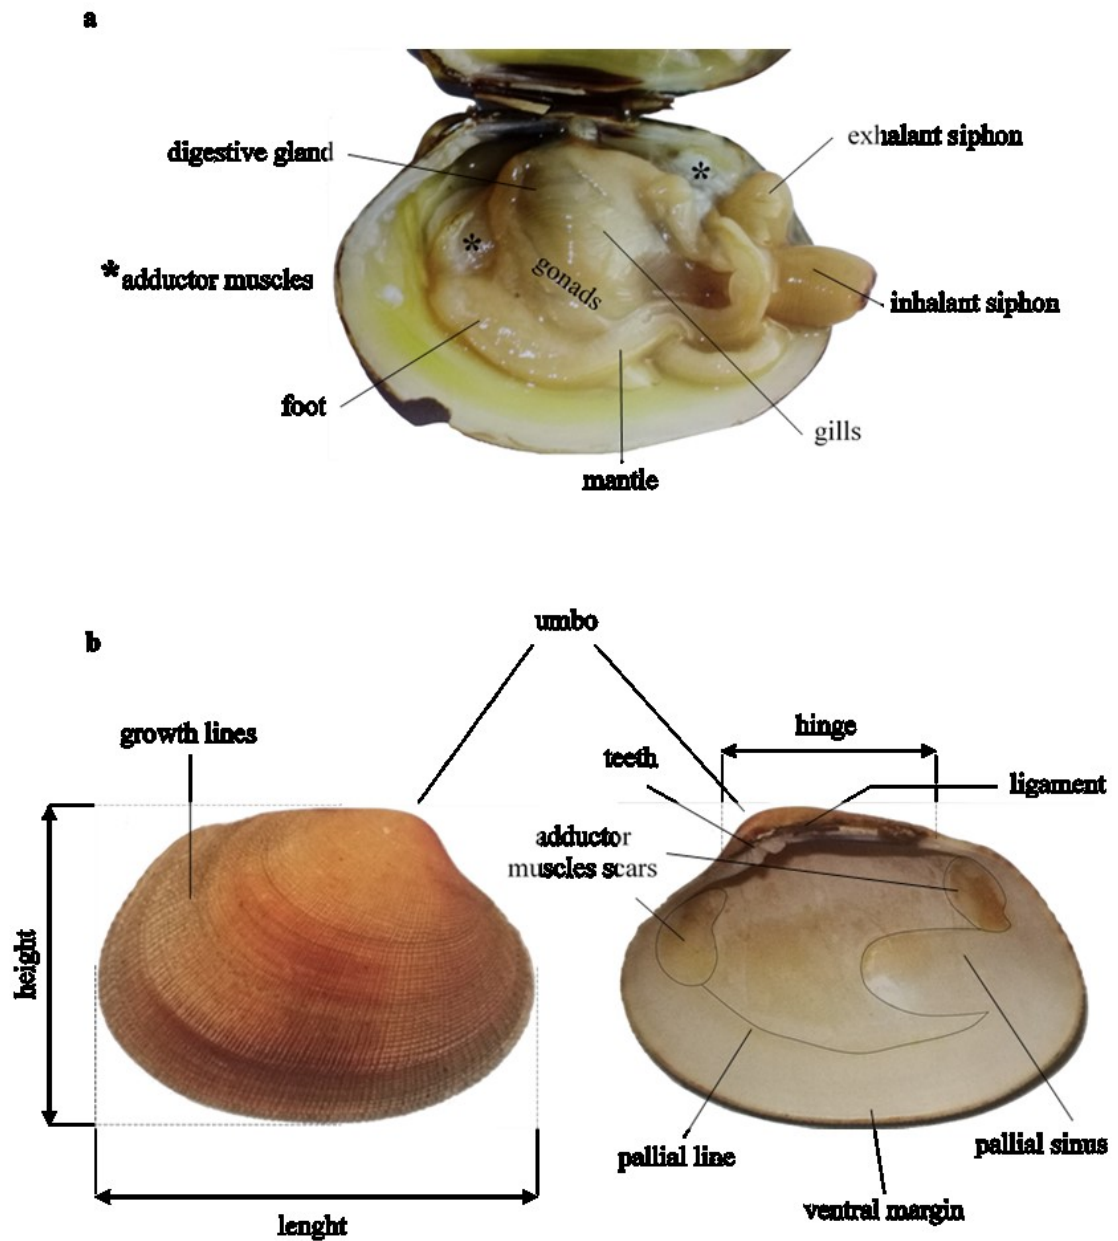 a
digestive gland
exhalant siphon
*
*
*adductor muscles
gonads
inhalant siphon
foot
gills
mantle
b
umbo
growth lines
hinge
teeth
ligament
adductor
muscles scars
height
pallial line
pallial sinus
ventral margin
lenght